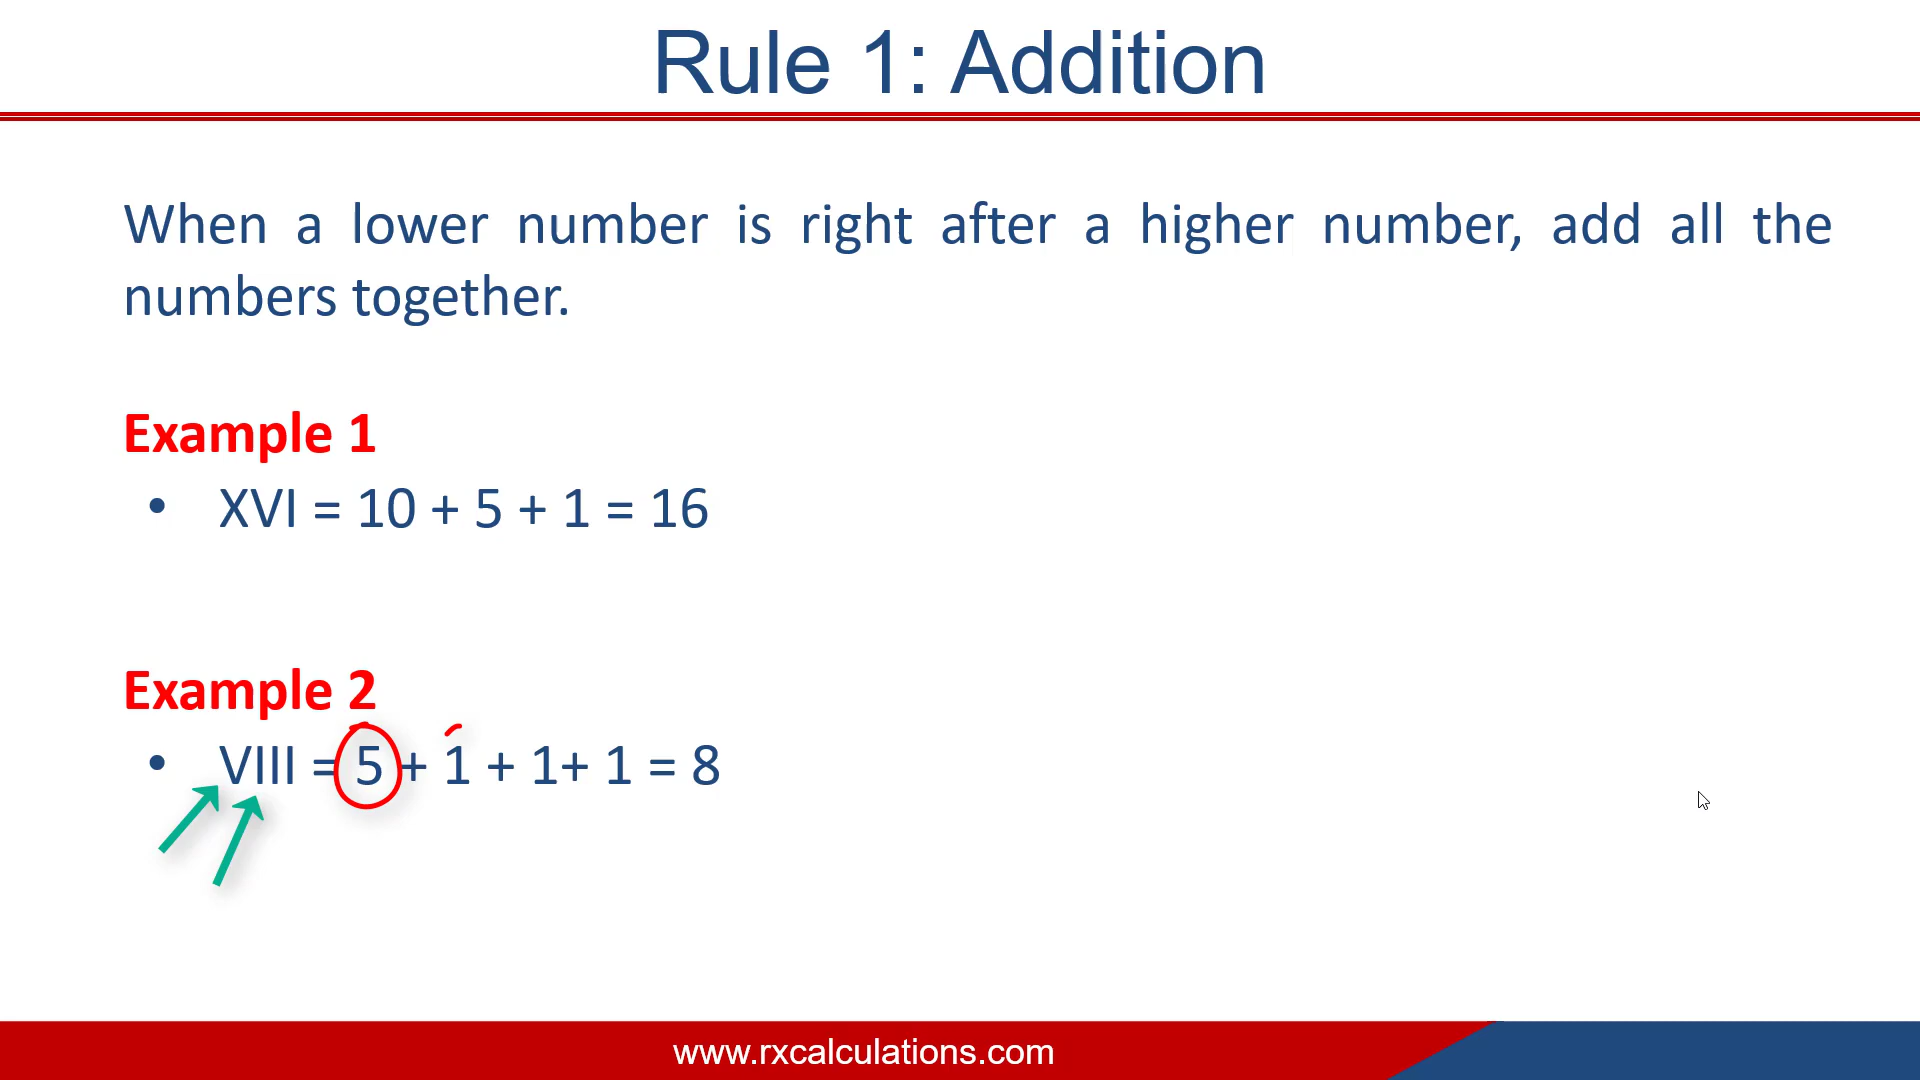 Rule 1: Addition
When a lower number is right after a higher number, add all the
numbers together.
Example 1
• XVI = 10 + 5 + 1 = 16
Example 2
• VIII = 5 + 1 + 1+ 1 = 8
www.rxcalculations.com